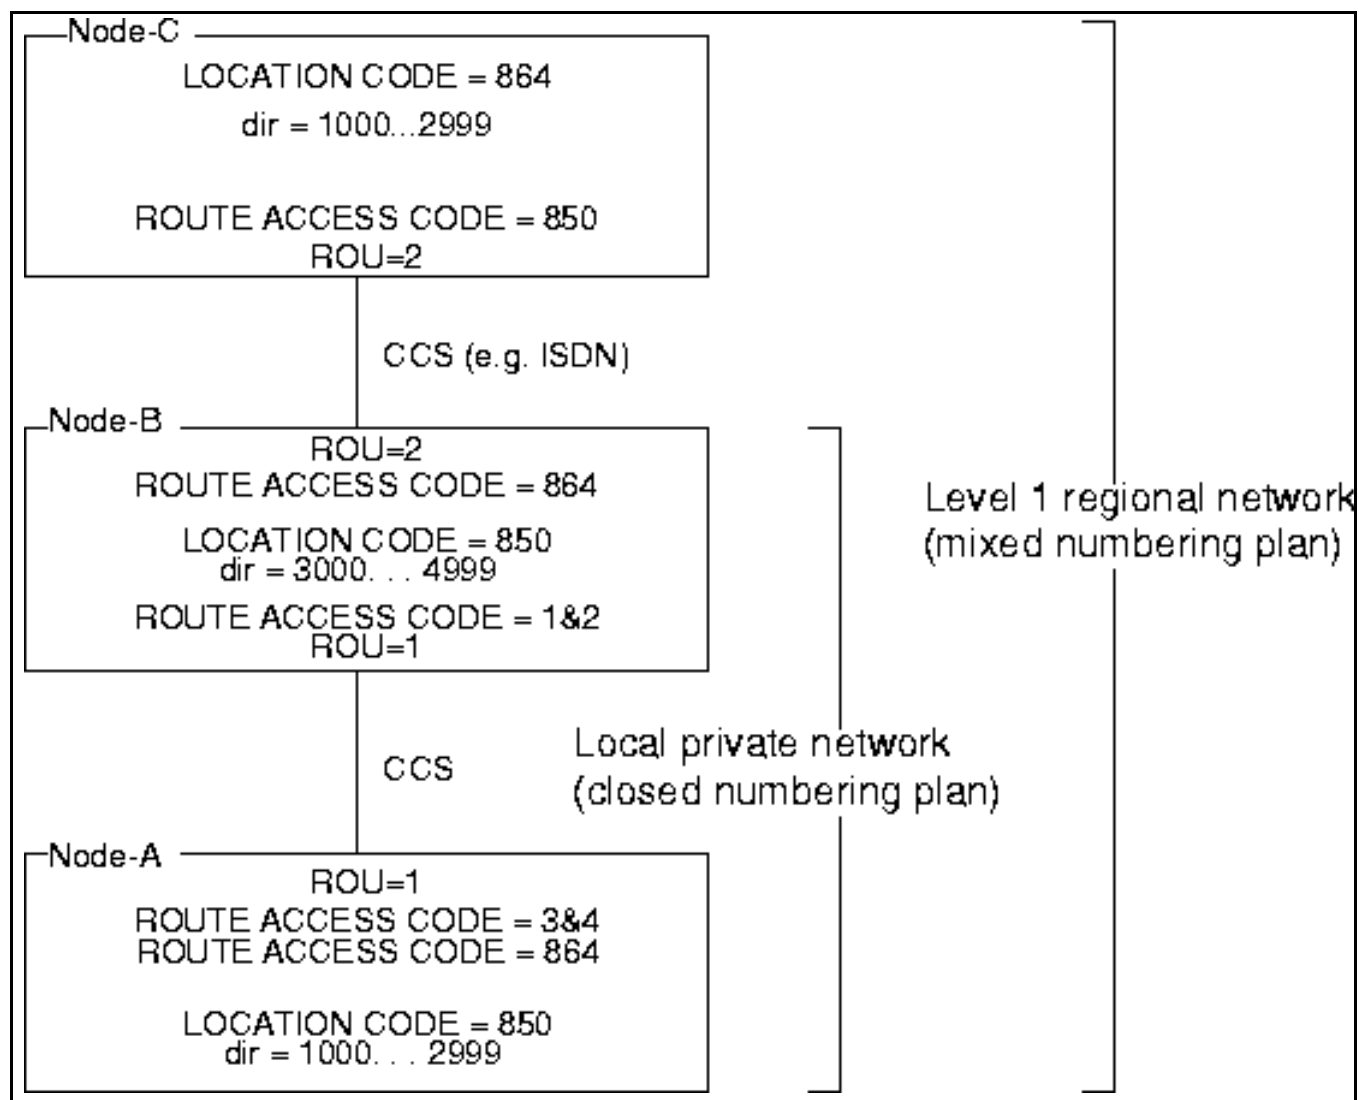 Node-C
LOCATION CODE = 864
dir = 1000...2999
ROUTE ACCESS CODE = 850
ROU=2
CCS (e.g. ISDN)
Node-B
ROU=2
ROUTE ACCESS CODE = 864
LOCATION CODE = 850
dir = 3000. . . 4999
ROUTE ACCESS CODE = 1&2
ROU=1
Level 1 regional network
(mixed numbering plan)
CCS
Local private network
(closed numbering plan)
Node-A
ROU=1
ROUTE ACCESS CODE = 3&4
ROUTE ACCESS CODE = 864
LOCATION CODE = 850
dir = 1000. . . 2999